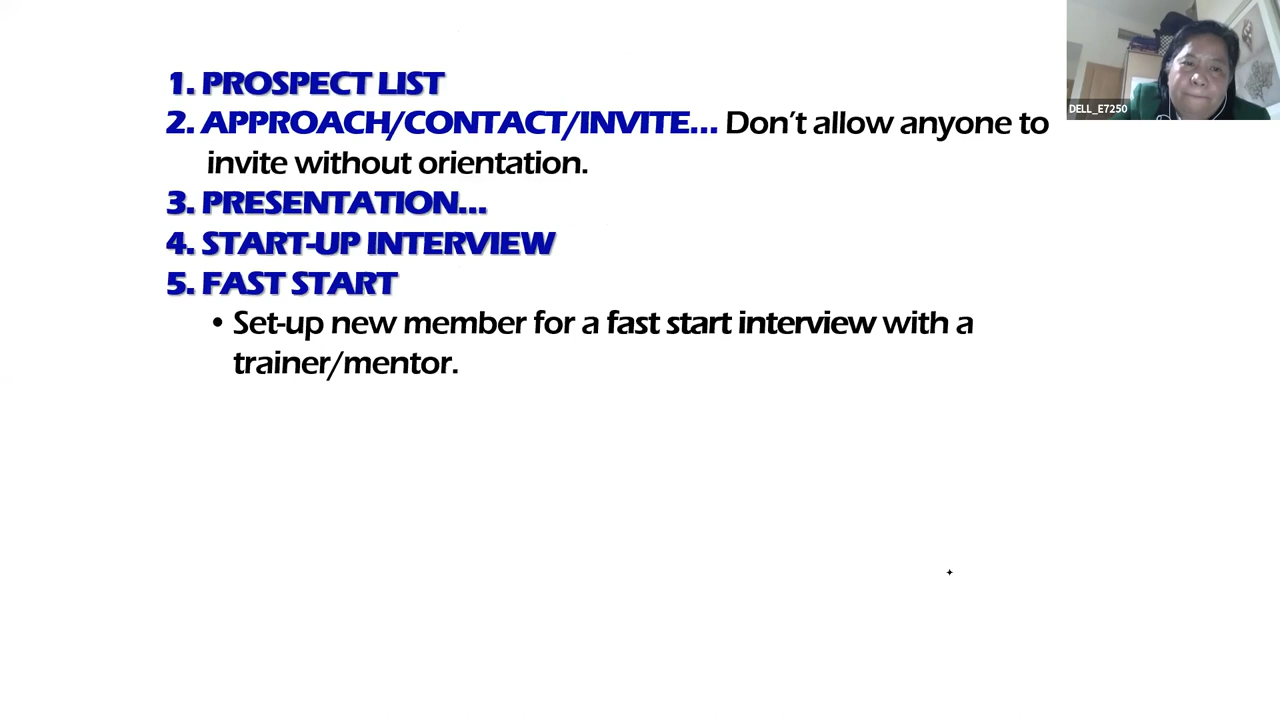 1. PROSPECT LIST
2. APPROACH/CONTACT/INVITE... Don't allow anyone to
invite without orientation.
3. PRESENTATION...
4. START-UP INTERVIEW
5. FAST START
• Set-up new member for a fast start interview with a
trainer/mentor.
DELL_E7250